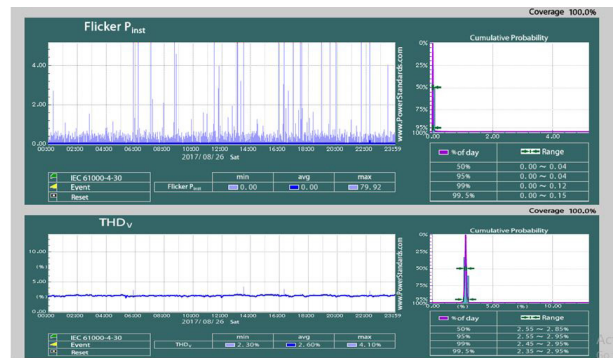 Coverage 100.0%
Flicker Pinst
Cumulative Probability
4.00
2.00
0.00
00:00 02:00 04:00 06:00 08:00 10:00 12:00 14:00 16:00 18:00 20:00 22:00 23:59
2017/ 08/ 26 Sat
www.PowerStandards.com
0%
25%
50%
75%
95%
100%
0.00 2.00 4.00
% of day Range
50% 0.00 ~ 0.04
95% 0.00 ~ 0.04
99% 0.00 ~ 0.12
99.5% 0.00 ~ 0.15
IEC 61000-4-30
Event
Reset
min avg max
Flicker Pinst 0.00 0.00 79.92
Coverage 100.0%
THDV
Cumulative Probability
10.00
(%)
5.00
(%)
0.00
00:00 02:00 04:00 06:00 08:00 10:00 12:00 14:00 16:00 18:00 20:00 22:00 23:59
2017/ 08/ 26 Sat
www.PowerStandards.com
0%
25%
50%
75%
95%
100%
0.00 (%) 5.00 10.00
% of day Range
50% 2.55 ~ 2.85%
95% 2.55 ~ 2.95%
99% 2.45 ~ 2.95%
99.5% 2.35 ~ 2.95%
IEC 61000-4-30
Event
Reset
min avg max
THDV 2.30% 2.60% 4.10%